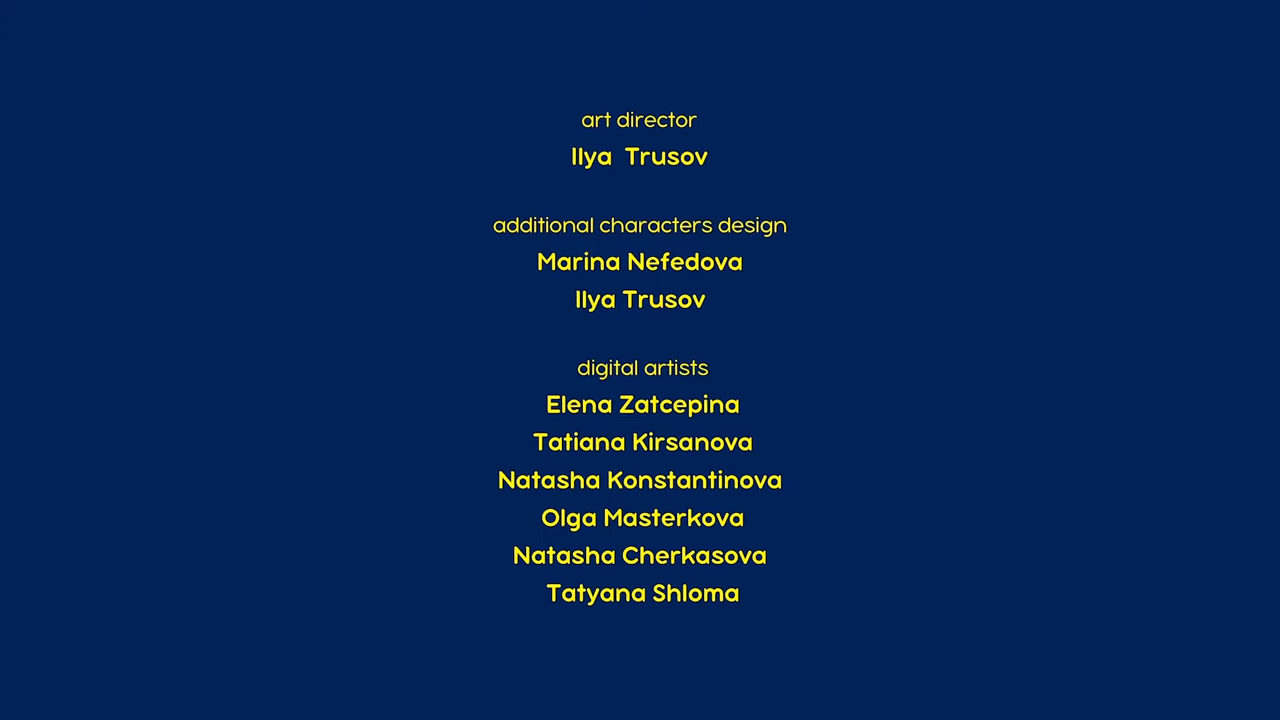 art director
Ilya Trusov
additional characters design
Marina Nefedova
Ilya Trusov
digital artists
Elena Zatcepina
Tatiana Kirsanova
Natasha Konstantinova
Olga Masterkova
Natasha Cherkasova
Tatyana Shloma